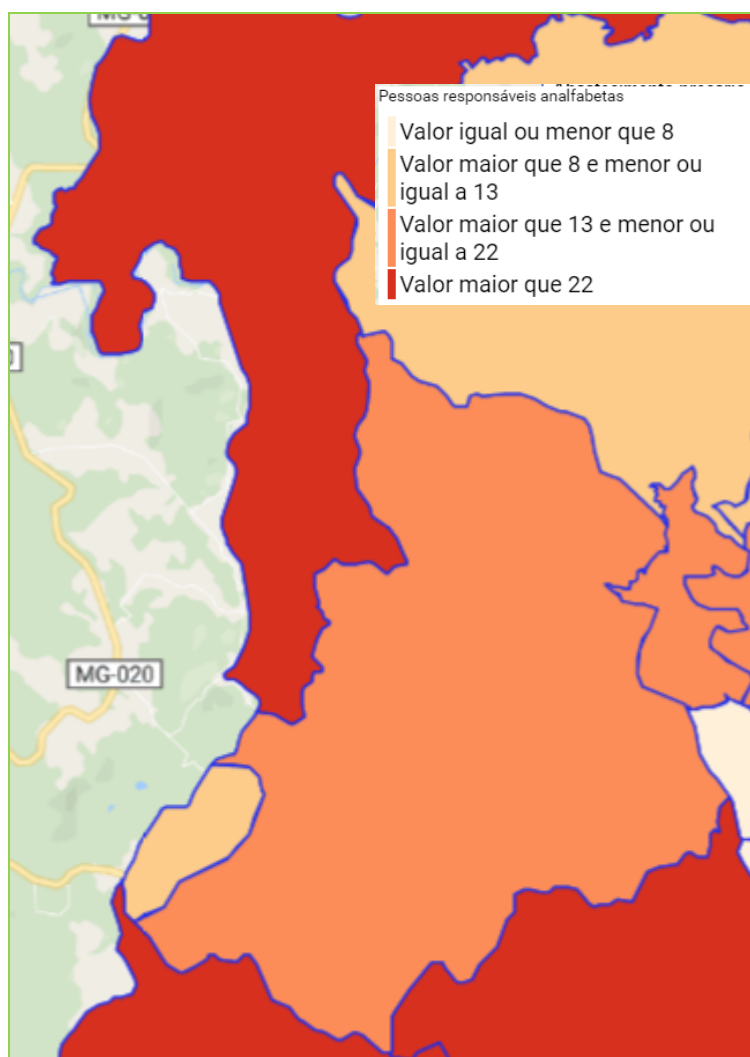 Pessoas responsáveis analfabetas
Valor igual ou menor que 8
Valor maior que 8 e menor ou
igual a 13
Valor maior que 13 e menor ou
igual a 22
Valor maior que 22
MG-020